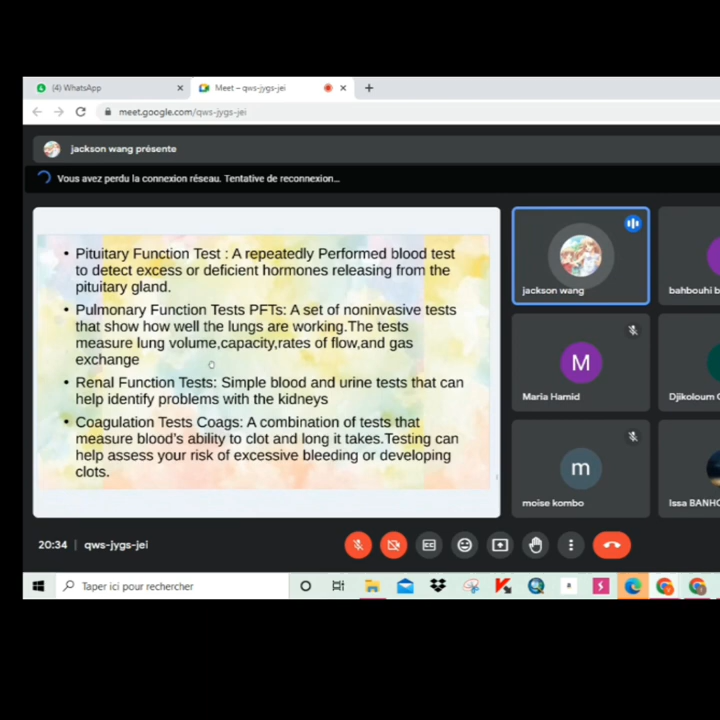 (4) WhatsApp
Meet – qws-jygs-jei
meet.google.com/qws-jygs-jei
jackson wang présente
Vous avez perdu la connexion réseau. Tentative de reconnexion...
• Pituitary Function Test : A repeatedly Performed blood test
to detect excess or deficient hormones releasing from the
pituitary gland.
• Pulmonary Function Tests PFTs: A set of noninvasive tests
that show how well the lungs are working.The tests
measure lung volume,capacity,rates of flow,and gas
exchange
• Renal Function Tests: Simple blood and urine tests that can
help identify problems with the kidneys
• Coagulation Tests Coags: A combination of tests that
measure blood's ability to clot and long it takes.Testing can
help assess your risk of excessive bleeding or developing
clots.
jackson wang
bahbouhi b
M
Maria Hamid
Djikoloum
m
moise kombo
Issa BANHO
20:34 | qws-jygs-jei
Taper ici pour rechercher